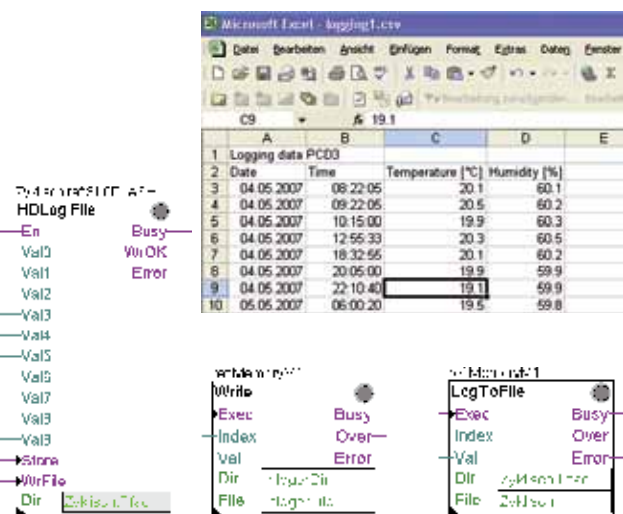 Microsoft Excel - logging1.csv
Datei Bearbeiten Ansicht Einfügen Format Extras Daten Fenster
C9 fx 19.1
A B C D E
1 Logging data PCD3
2 Date Time Temperature [°C] Humidity [%]
3 04.05.2007 08:22:05 20.1 60.1
4 04.05.2007 09:22:05 20.5 60.2
5 04.05.2007 10:15:00 19.9 60.3
6 04.05.2007 12:55:33 20.3 60.5
7 04.05.2007 18:32:55 20.1 60.2
8 04.05.2007 20:05:00 19.9 59.9
9 04.05.2007 22:10:40 19.1 59.9
10 05.05.2007 06:00:20 19.5 59.8
HDLog File
En Busy
Val0 WrOK
Val1 Error
Val2
Val3
Val4
Val5
Val6
Val7
Val8
Val9
Store
WrFile
Dir
Write
Exec Busy
Index Over
Val Error
Dir
File
LogToFile
Exec Busy
Index Over
Val Error
Dir
File